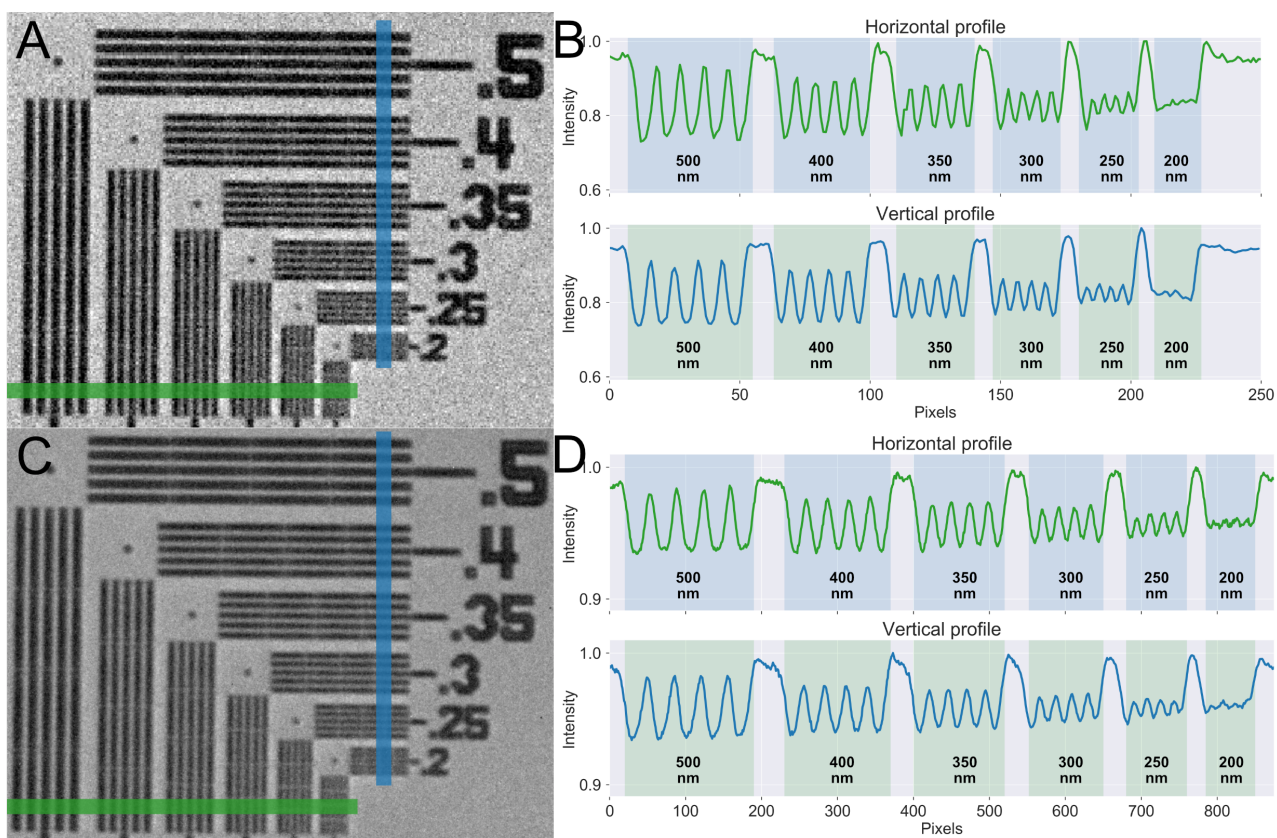 A
.5
.4
.35
.3
.25
.2
B
Horizontal profile
1.0
0.8
0.6
Intensity
500 nm
400 nm
350 nm
300 nm
250 nm
200 nm
Vertical profile
1.0
0.8
0.6
Intensity
500 nm
400 nm
350 nm
300 nm
250 nm
200 nm
0
50
100
150
200
250
Pixels
C
.5
.4
.35
.3
.25
.2
D
Horizontal profile
1.0
0.9
Intensity
500 nm
400 nm
350 nm
300 nm
250 nm
200 nm
Vertical profile
1.0
0.9
Intensity
500 nm
400 nm
350 nm
300 nm
250 nm
200 nm
0
100
200
300
400
500
600
700
800
Pixels